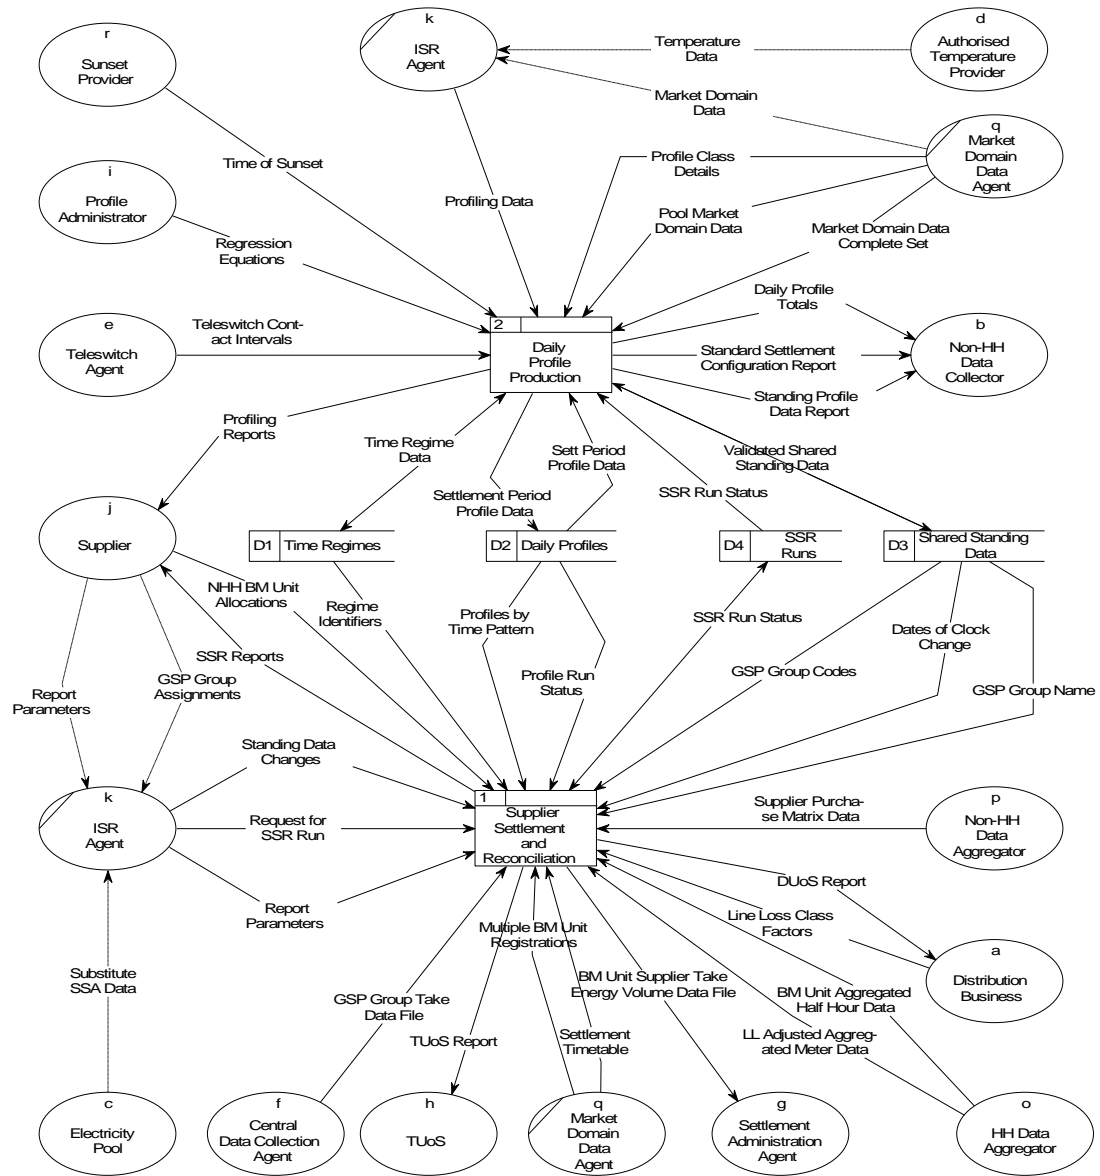 r
Sunset
Provider
k
ISR
Agent
d
Authorised
Temperature
Provider
Temperature
Data
Market Domain
Data
q
Market
Domain
Data
Agent
Time of Sunset
Profile Class
Details
i
Profile
Administrator
Profiling Data
Pool Market
Domain Data
Market Domain Data
Complete Set
Regression
Equations
Daily Profile
Totals
e
Teleswitch
Agent
Teleswitch Cont-
act Intervals
2
Daily
Profile
Production
Standard Settlement
Configuration Report
b
Non-HH
Data
Collector
Standing Profile
Data Report
Profiling
Reports
Time Regime
Data
Sett Period
Profile Data
Validated Shared
Standing Data
Settlement Period
Profile Data
SSR Run Status
j
Supplier
D1
Time Regimes
D2
Daily Profiles
D4
SSR
Runs
D3
Shared Standing
Data
NHH BM Unit
Allocations
Regime
Identifiers
Profiles by
Time Pattern
SSR Run Status
Dates of Clock
Change
SSR Reports
GSP Group
Assignments
Profile Run
Status
GSP Group Codes
GSP Group Name
Report
Parameters
Standing Data
Changes
k
ISR
Agent
Request for
SSR Run
1
Supplier
Settlement
and
Reconciliation
Supplier Purcha-
se Matrix Data
p
Non-HH
Data
Aggregator
Report
Parameters
DUoS Report
Multiple BM Unit
Registrations
Line Loss Class
Factors
a
Distribution
Business
Substitute
SSA Data
GSP Group Take
Data File
BM Unit Supplier Take
Energy Volume Data File
BM Unit Aggregated
Half Hour Data
TUoS Report
Settlement
Timetable
LL Adjusted Aggreg-
ated Meter Data
c
Electricity
Pool
f
Central
Data Collection
Agent
h
TUoS
q
Market
Domain
Data
Agent
g
Settlement
Administration
Agent
o
HH Data
Aggregator